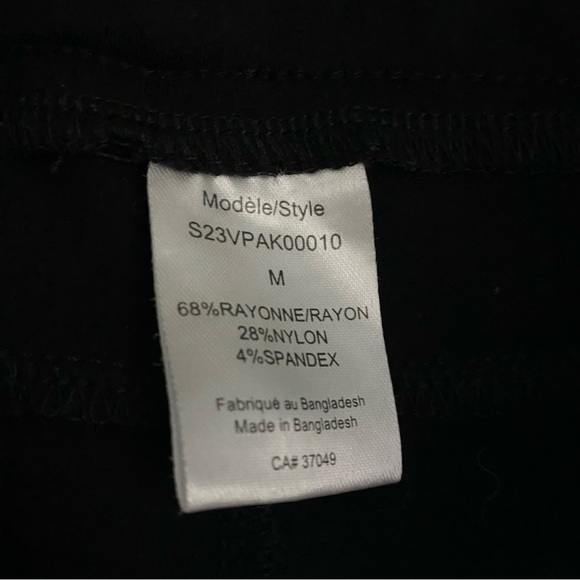 Modèle/Style
S23VPAK00010
M
68%RAYONNE/RAYON
28%NYLON
4%SPANDEX
Fabriqué au Bangladesh
Made in Bangladesh
CA# 37049